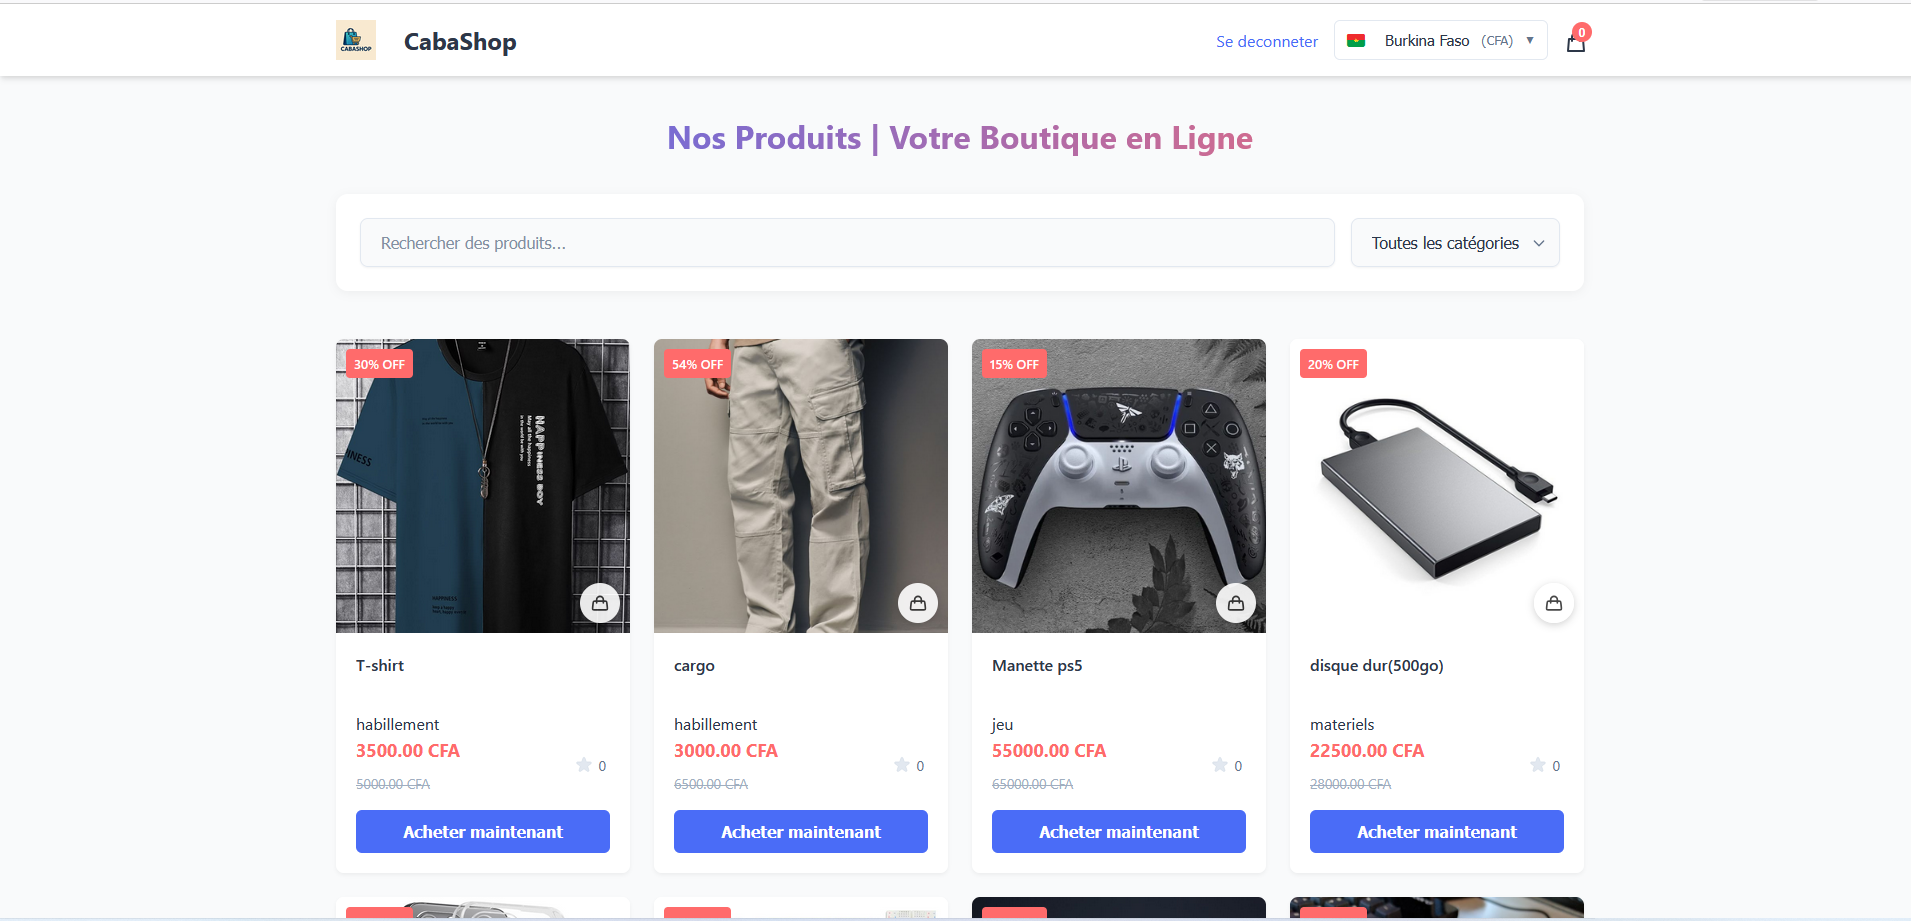 CABASHOP
CabaShop
Se deconneter
Burkina Faso (CFA) ▼
0
Nos Produits | Votre Boutique en Ligne
Rechercher des produits...
Toutes les catégories
30% OFF
54% OFF
15% OFF
20% OFF
T-shirt
cargo
Manette ps5
disque dur(500go)
habillement
habillement
jeu
materiels
3500.00 CFA
3000.00 CFA
55000.00 CFA
22500.00 CFA
0
0
0
0
5000.00 CFA
6500.00 CFA
65000.00 CFA
28000.00 CFA
Acheter maintenant
Acheter maintenant
Acheter maintenant
Acheter maintenant